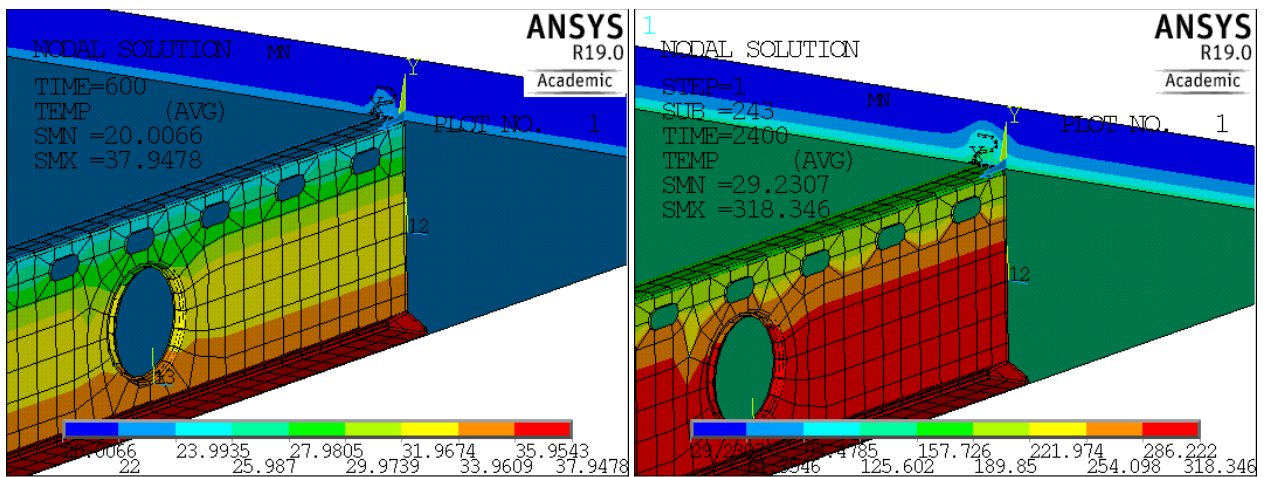 ANSYS
R19.0
Academic
NODAL SOLUTION
MN
TIME=600
TEMP (AVG)
SMN =20.0066
SMX =37.9478
Y
PLOT NO. 1
12
13
23.9935 27.9805 31.9674 35.9543
22 25.987 29.9739 33.9609 37.9478
1
ANSYS
R19.0
Academic
NODAL SOLUTION
MN
STEP=1
SUB =243
TIME=2400
TEMP (AVG)
SMN =29.2307
SMX =318.346
Y
PLOT NO. 1
12
157.726 221.974 286.222
125.602 189.85 254.098 318.346